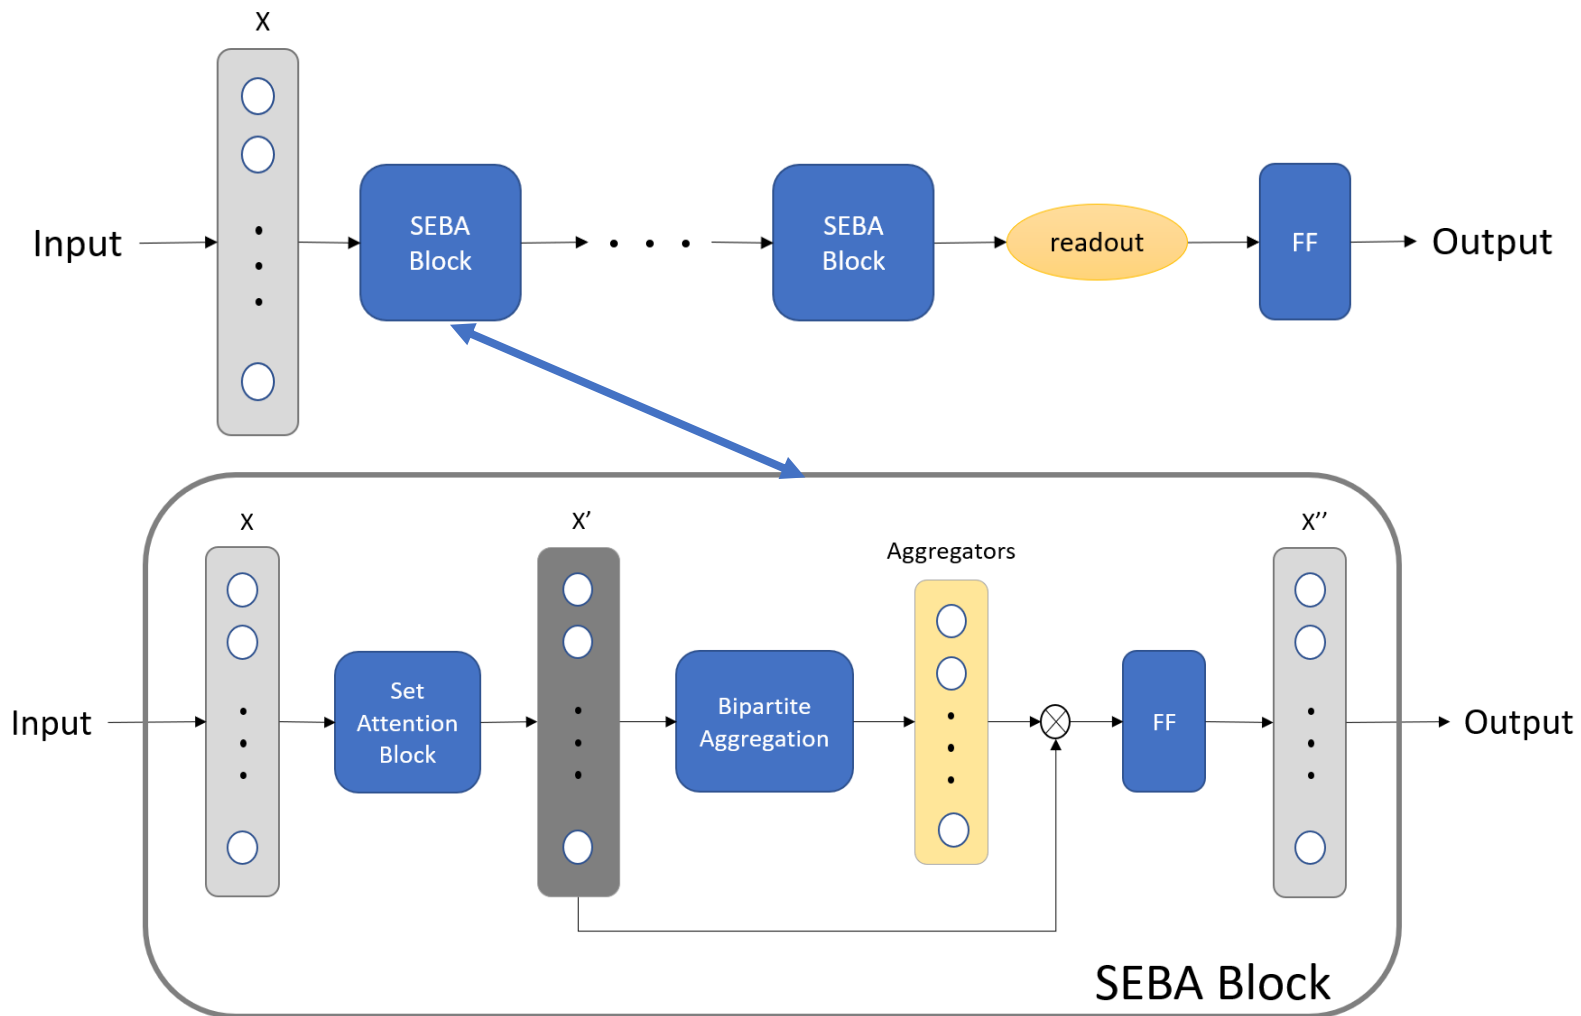 X
Input
SEBA
Block
SEBA
Block
readout
FF
Output
X
X'
Aggregators
X''
Input
Set
Attention
Block
Bipartite
Aggregation
FF
Output
SEBA Block